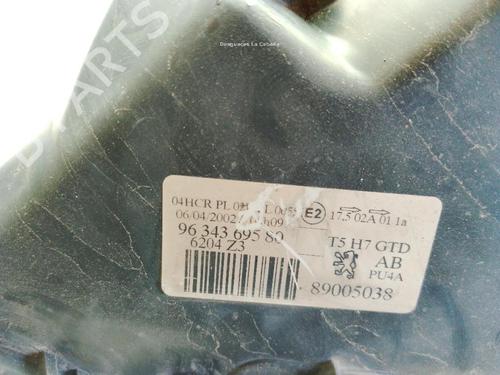 Desguaces La Cabaña
B-PARTS
04HCR PL
06/04/2002
E2 17.5 02A 01 1a
96 343 695 80
6204 Z3
T5 H7 GTD
AB
PU4A
89005038